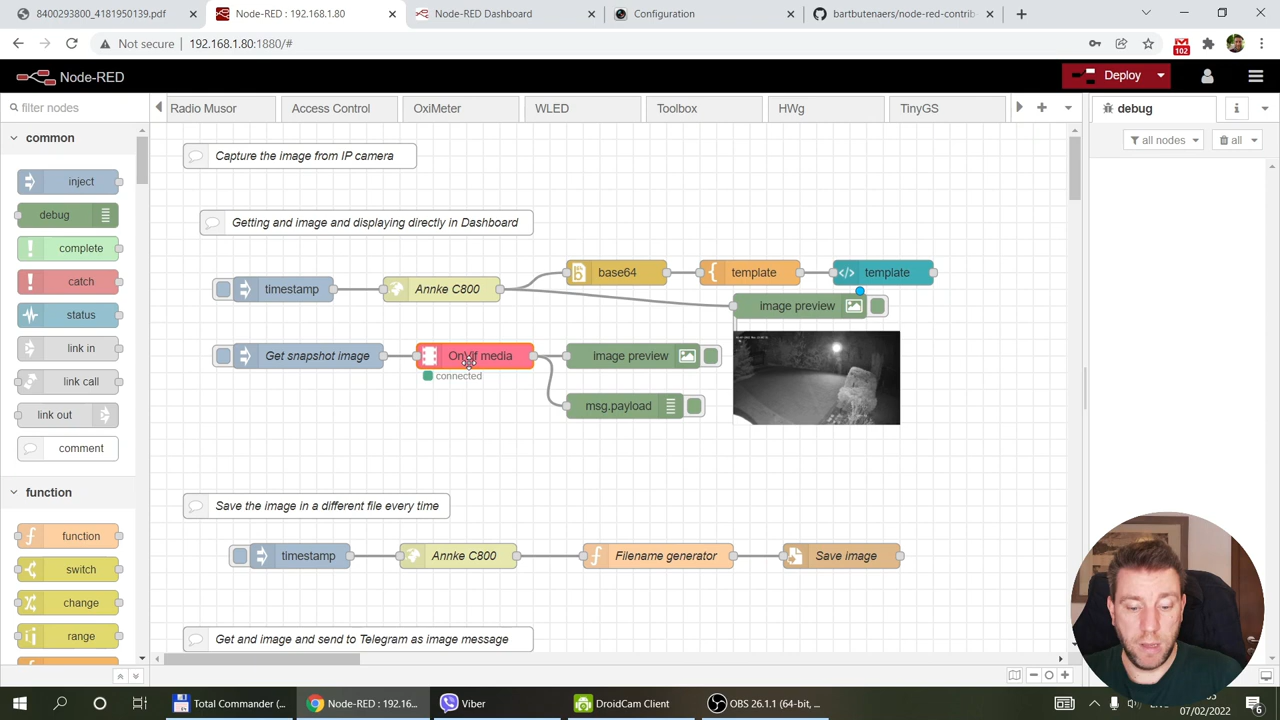 8400293800_4181950139.pdf
Node-RED : 192.168.1.80
Node-RED Dashboard
Configuration
bartbutenaers/node-red-contrib
Not secure
192.168.1.80:1880/#
102
Node-RED
Deploy
filter nodes
Radio Musor
Access Control
OxiMeter
WLED
Toolbox
HWg
TinyGS
debug
i
common
all nodes
all
inject
debug
complete
catch
status
link in
link call
link out
comment
function
function
switch
change
range
Capture the image from IP camera
Getting and image and displaying directly in Dashboard
timestamp
Annke C800
base64
template
template
image preview
Get snapshot image
OnVif media
connected
image preview
msg.payload
Save the image in a different file every time
timestamp
Annke C800
Filename generator
Save image
Get and image and send to Telegram as image message
Total Commander (...
Node-RED : 192.16...
Viber
DroidCam Client
OBS 26.1.1 (64-bit, ...
07/02/2022
6